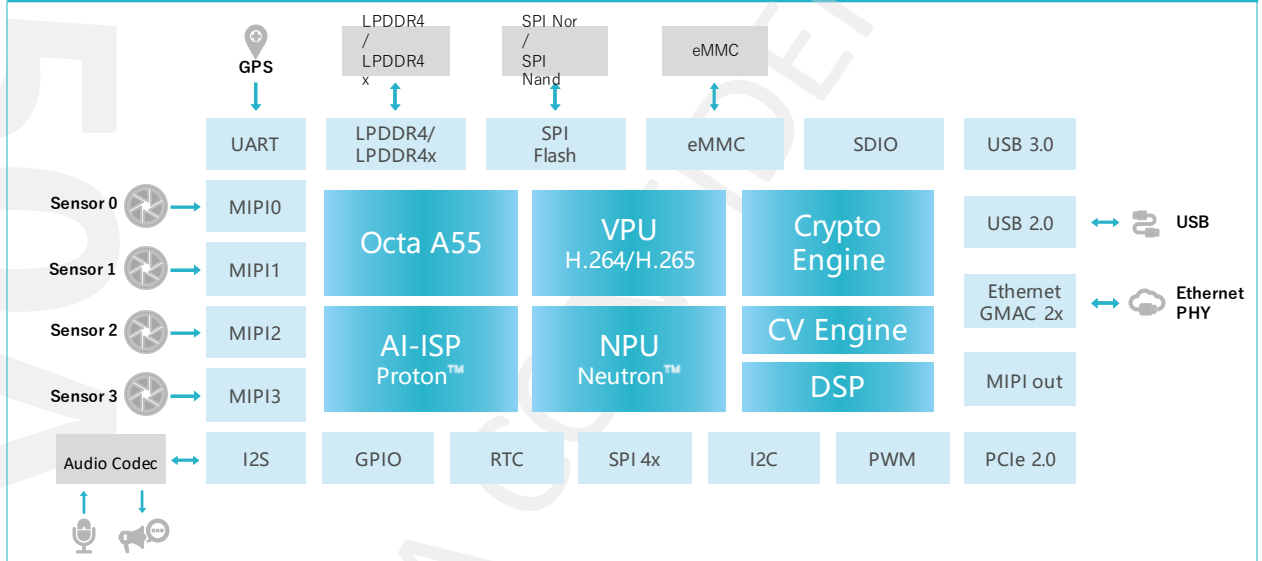 LPDDR4
/
LPDDR4
x
SPI Nor
/
SPI
Nand
eMMC
GPS
UART
LPDDR4/
LPDDR4x
SPI
Flash
eMMC
SDIO
USB 3.0
Sensor 0
MIPI0
Octa A55
VPU
H.264/H.265
Crypto
Engine
USB 2.0
USB
Sensor 1
MIPI1
Ethernet
GMAC 2x
Ethernet
PHY
Sensor 2
MIPI2
AI-ISP
Proton™
NPU
Neutron™
CV Engine
DSP
MIPI out
Sensor 3
MIPI3
Audio Codec
I2S
GPIO
RTC
SPI 4x
I2C
PWM
PCIe 2.0